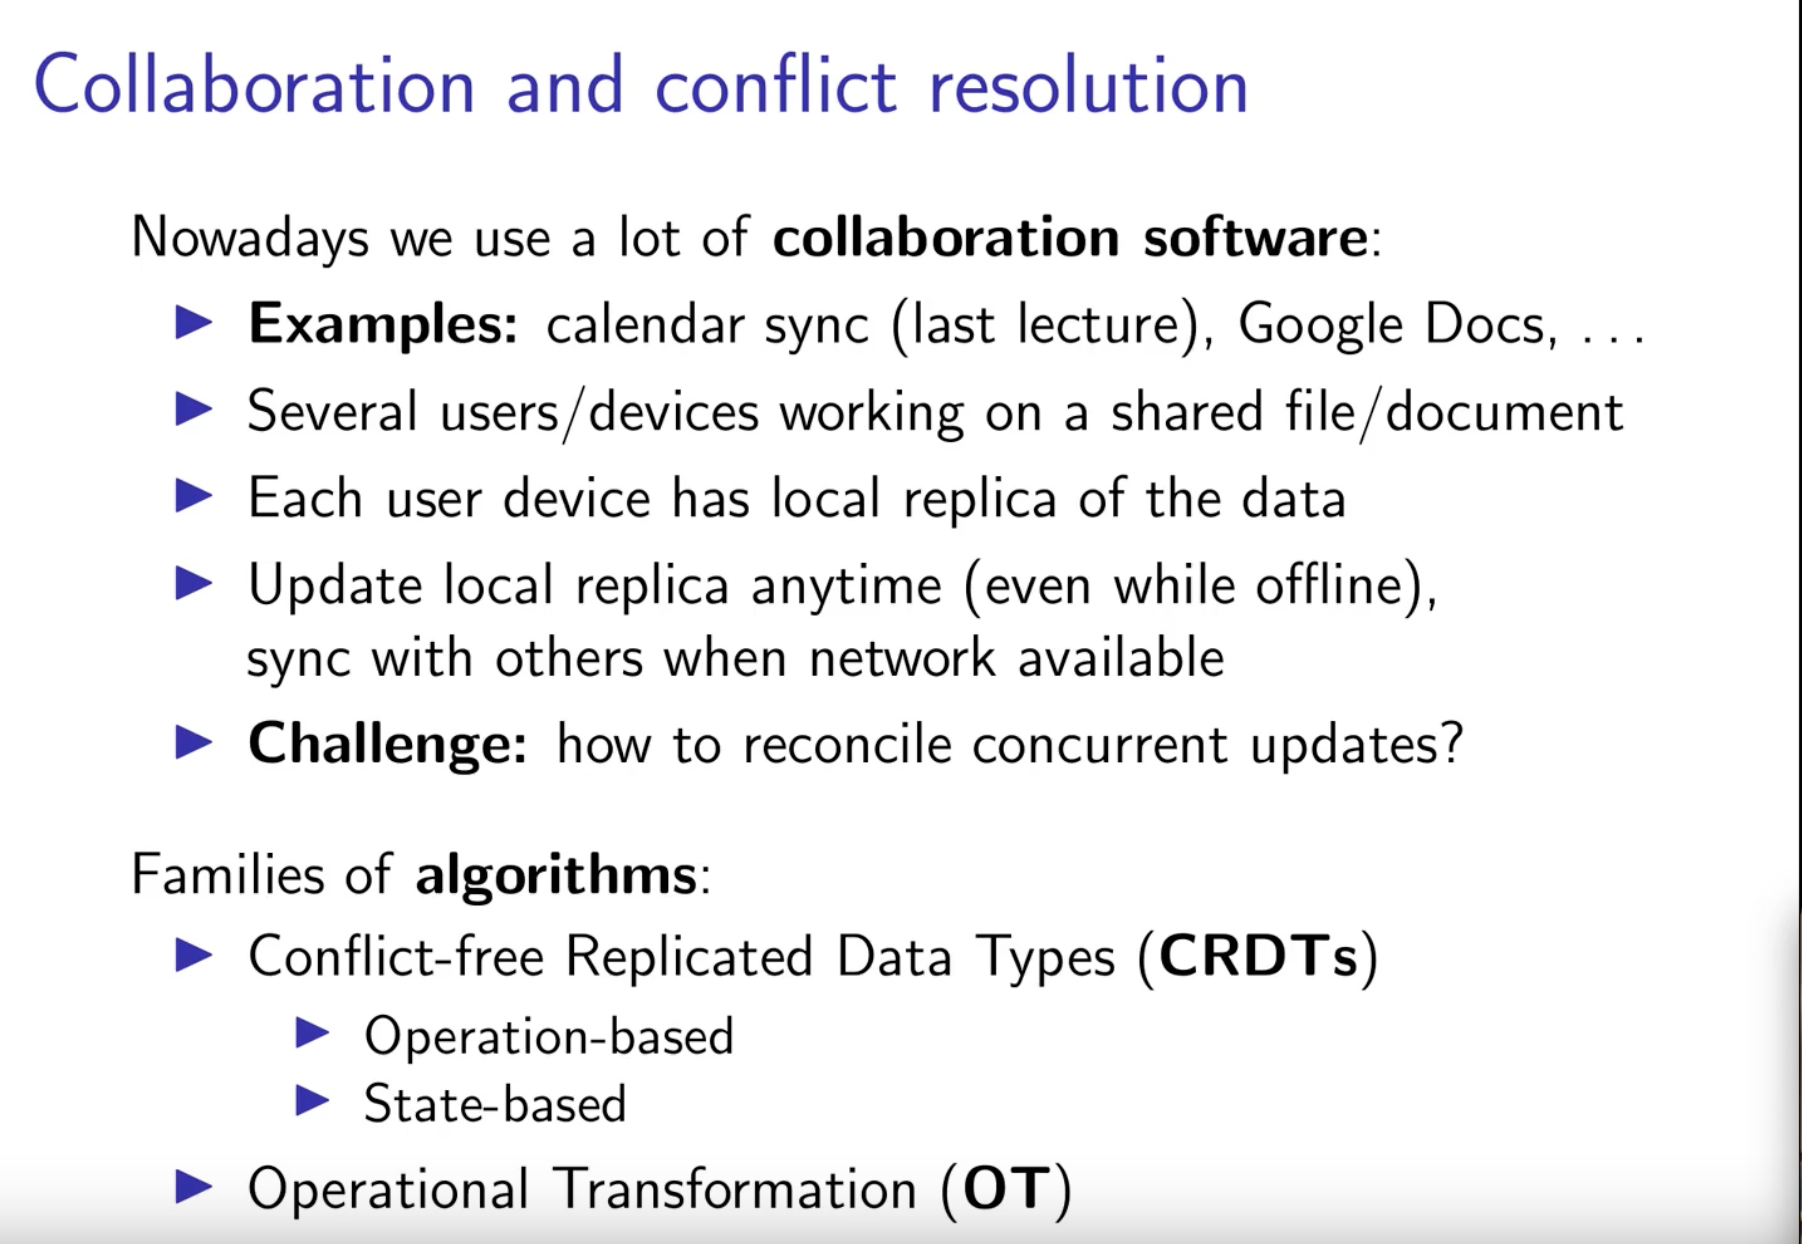 Collaboration and conflict resolution
Nowadays we use a lot of collaboration software:
Examples: calendar sync (last lecture), Google Docs, ...
Several users/devices working on a shared file/document
Each user device has local replica of the data
Update local replica anytime (even while offline),
sync with others when network available
Challenge: how to reconcile concurrent updates?
Families of algorithms:
Conflict-free Replicated Data Types (CRDTs)
Operation-based
State-based
Operational Transformation (OT)